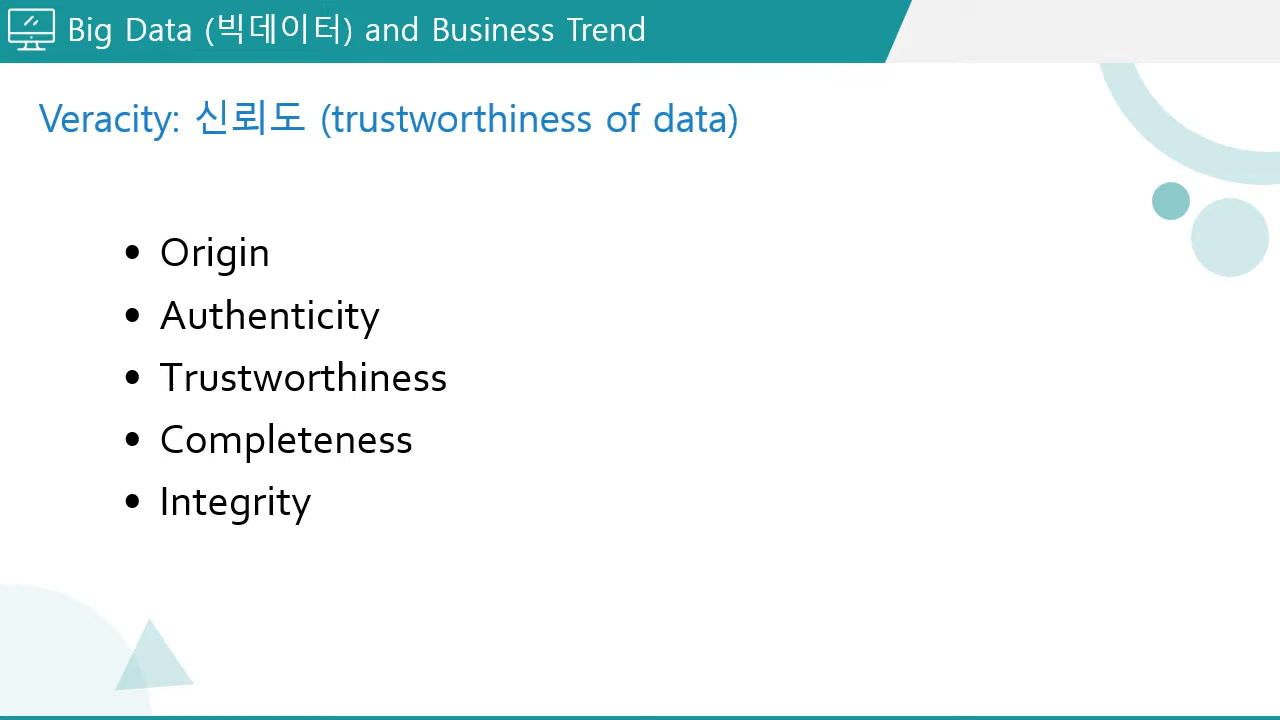 Big Data (빅데이터) and Business Trend
Veracity: 신뢰도 (trustworthiness of data)
• Origin
• Authenticity
• Trustworthiness
• Completeness
• Integrity